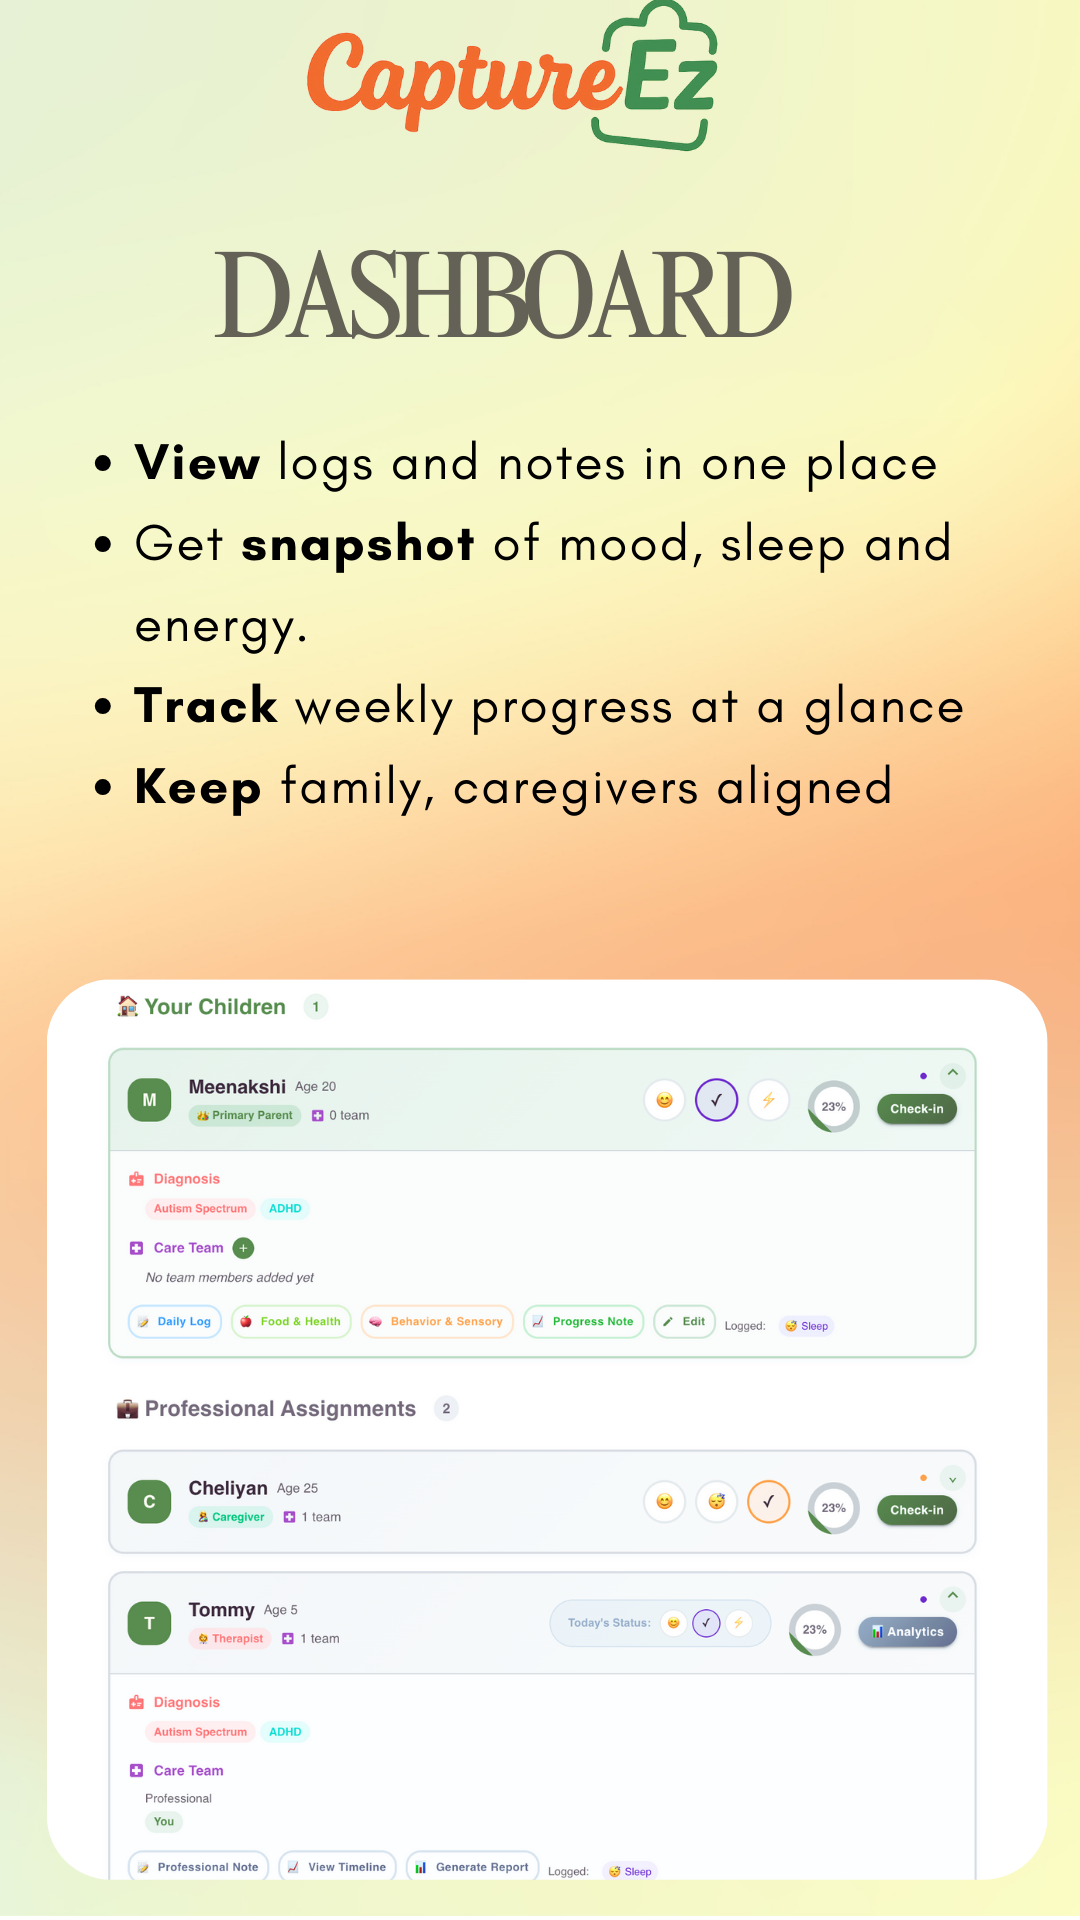 CaptureEz
DASHBOARD
• View logs and notes in one place
• Get snapshot of mood, sleep and
energy.
• Track weekly progress at a glance
• Keep family, caregivers aligned
Your Children 1
M
Meenakshi Age 20
Primary Parent 0 team
23%
Check-in
Diagnosis
Autism Spectrum ADHD
Care Team +
No team members added yet
Daily Log Food & Health Behavior & Sensory Progress Note Edit Logged: Sleep
Professional Assignments 2
C
Cheliyan Age 25
Caregiver 1 team
23%
Check-in
T
Tommy Age 5
Therapist 1 team
Today's Status:
23%
Analytics
Diagnosis
Autism Spectrum ADHD
Care Team
Professional
You
Professional Note View Timeline Generate Report Logged: Sleep